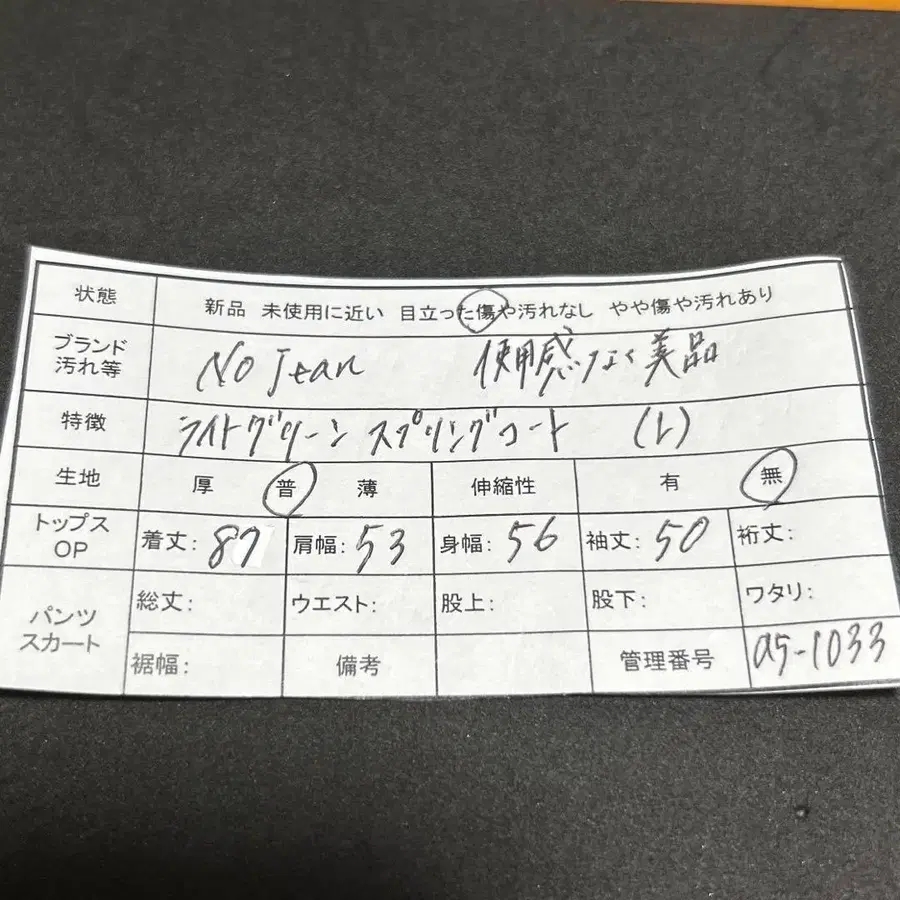 状態 新品 未使用に近い 目立った傷や汚れなし やや傷や汚れあり
ブランド
汚れ等 No Jean 使用感なく美品
特徴 ライトグリーン スプリングコート (L)
生地 厚 普 薄 伸縮性 有 無
トップス
OP 着丈: 87 肩幅: 53 身幅: 56 袖丈: 50 裄丈:
パンツ
スカート 総丈: ウエスト: 股上: 股下: ワタリ:
裾幅: 備考 管理番号 a5-1033